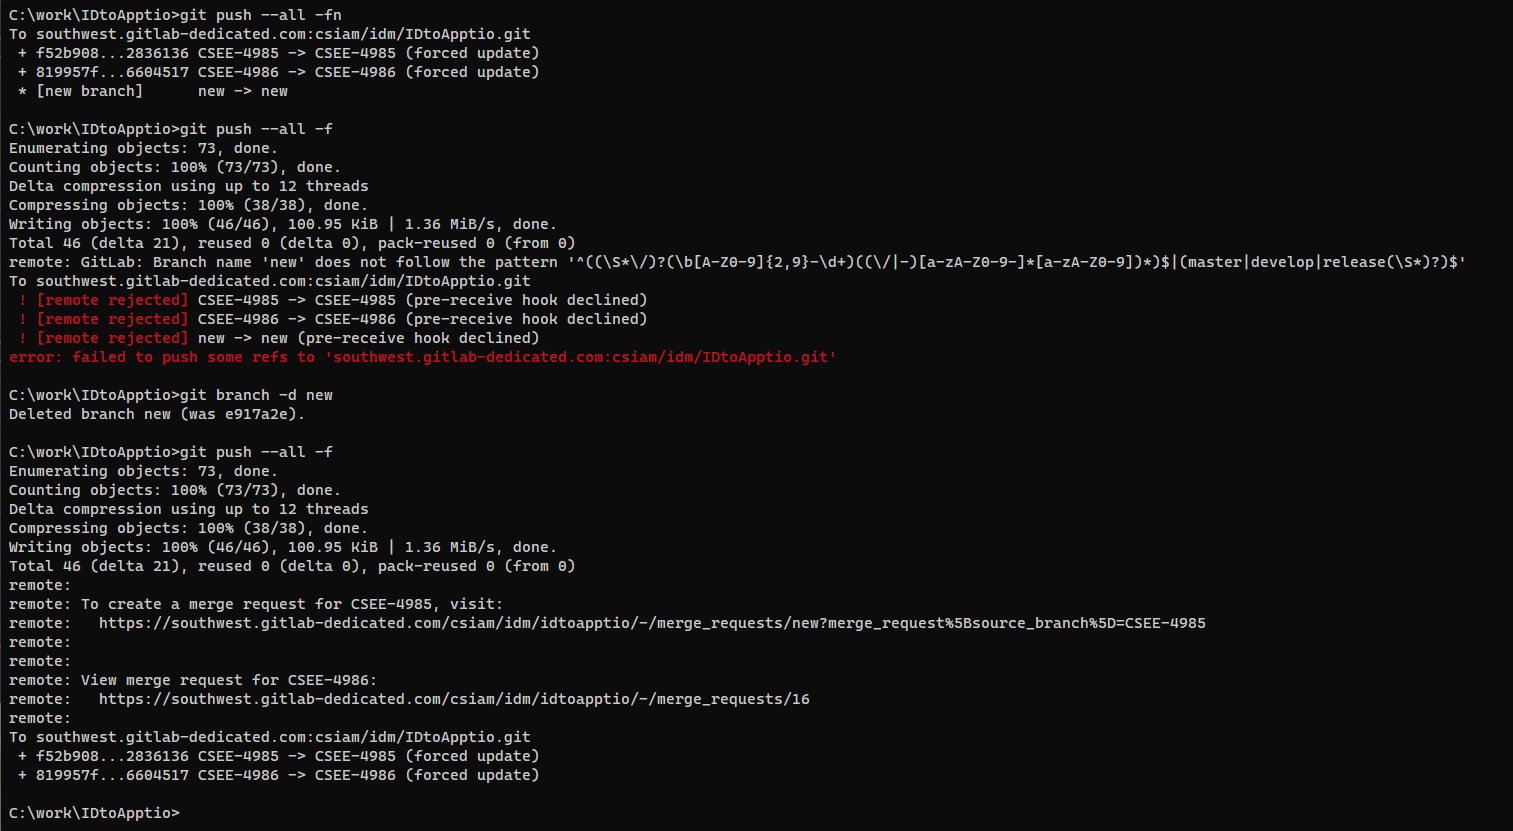 C:\work\IDtoApptio>git push --all -fn
To southwest.gitlab-dedicated.com:csiam/idm/IDtoApptio.git
 + f52b908...2836136 CSEE-4985 -> CSEE-4985 (forced update)
 + 819957f...6604517 CSEE-4986 -> CSEE-4986 (forced update)
 * [new branch]      new -> new

C:\work\IDtoApptio>git push --all -f
Enumerating objects: 73, done.
Counting objects: 100% (73/73), done.
Delta compression using up to 12 threads
Compressing objects: 100% (38/38), done.
Writing objects: 100% (46/46), 100.95 KiB | 1.36 MiB/s, done.
Total 46 (delta 21), reused 0 (delta 0), pack-reused 0 (from 0)
remote: GitLab: Branch name 'new' does not follow the pattern '^((\S*\/)?(\b[A-Z0-9]{2,9}-\d+)((\/|-)[a-zA-Z0-9-]*[a-zA-Z0-9])*)$|(master|develop|release(\S*)?)$'
To southwest.gitlab-dedicated.com:csiam/idm/IDtoApptio.git
 ! [remote rejected] CSEE-4985 -> CSEE-4985 (pre-receive hook declined)
 ! [remote rejected] CSEE-4986 -> CSEE-4986 (pre-receive hook declined)
 ! [remote rejected] new -> new (pre-receive hook declined)
error: failed to push some refs to 'southwest.gitlab-dedicated.com:csiam/idm/IDtoApptio.git'

C:\work\IDtoApptio>git branch -d new
Deleted branch new (was e917a2e).

C:\work\IDtoApptio>git push --all -f
Enumerating objects: 73, done.
Counting objects: 100% (73/73), done.
Delta compression using up to 12 threads
Compressing objects: 100% (38/38), done.
Writing objects: 100% (46/46), 100.95 KiB | 1.36 MiB/s, done.
Total 46 (delta 21), reused 0 (delta 0), pack-reused 0 (from 0)
remote:
remote: To create a merge request for CSEE-4985, visit:
remote:   https://southwest.gitlab-dedicated.com/csiam/idm/idtoapptio/-/merge_requests/new?merge_request%5Bsource_branch%5D=CSEE-4985
remote:
remote:
remote: View merge request for CSEE-4986:
remote:   https://southwest.gitlab-dedicated.com/csiam/idm/idtoapptio/-/merge_requests/16
remote:
To southwest.gitlab-dedicated.com:csiam/idm/IDtoApptio.git
 + f52b908...2836136 CSEE-4985 -> CSEE-4985 (forced update)
 + 819957f...6604517 CSEE-4986 -> CSEE-4986 (forced update)

C:\work\IDtoApptio>